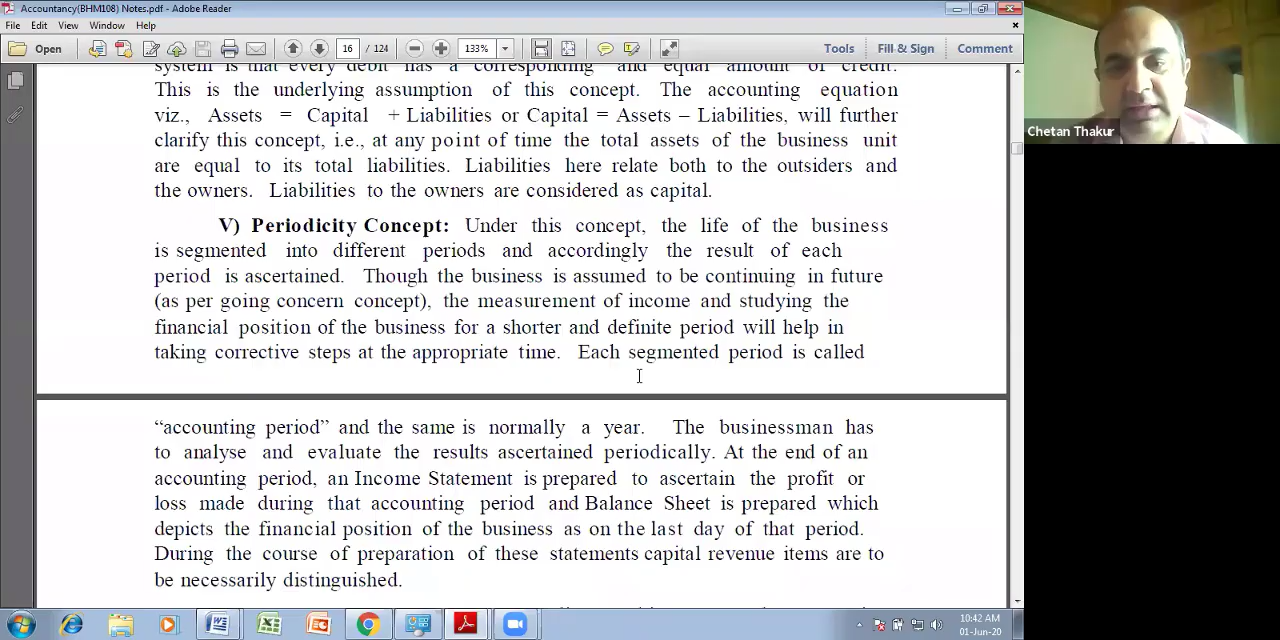 Accountancy(BHM108) Notes.pdf - Adobe Reader
File Edit View Window Help
Open 16 / 124 133% Tools Fill & Sign Comment
system is that every debit has a corresponding and equal amount of credit.
This is the underlying assumption of this concept. The accounting equation
viz., Assets = Capital + Liabilities or Capital = Assets – Liabilities, will further
clarify this concept, i.e., at any point of time the total assets of the business unit
are equal to its total liabilities. Liabilities here relate both to the outsiders and
the owners. Liabilities to the owners are considered as capital.
V) Periodicity Concept: Under this concept, the life of the business
is segmented into different periods and accordingly the result of each
period is ascertained. Though the business is assumed to be continuing in future
(as per going concern concept), the measurement of income and studying the
financial position of the business for a shorter and definite period will help in
taking corrective steps at the appropriate time. Each segmented period is called
“accounting period” and the same is normally a year. The businessman has
to analyse and evaluate the results ascertained periodically. At the end of an
accounting period, an Income Statement is prepared to ascertain the profit or
loss made during that accounting period and Balance Sheet is prepared which
depicts the financial position of the business as on the last day of that period.
During the course of preparation of these statements capital revenue items are to
be necessarily distinguished.
Chetan Thakur
10:42 AM
01-Jun-20